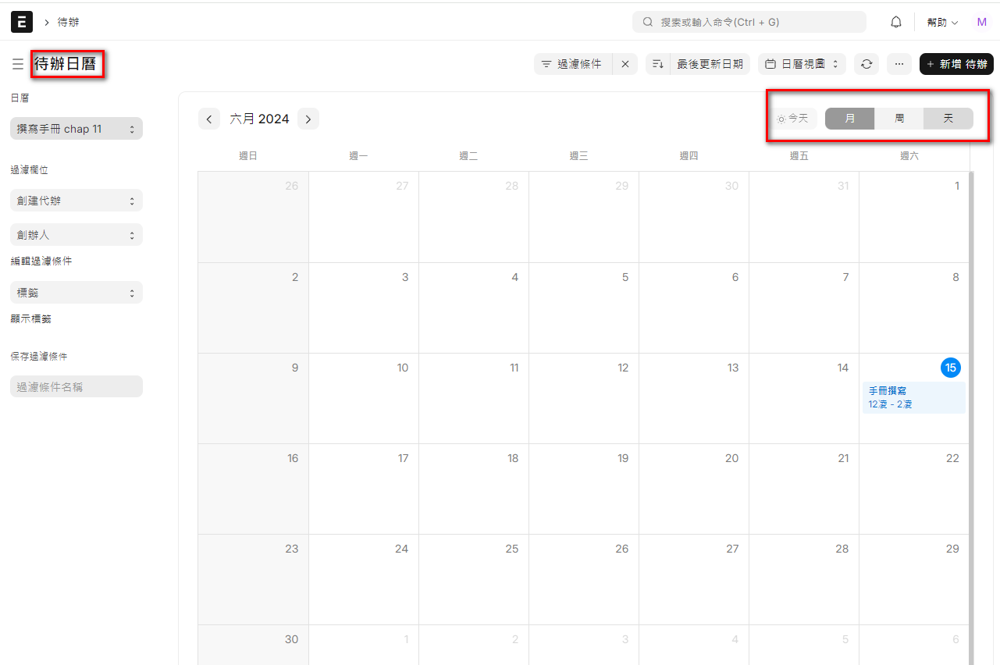 E
待辦
搜索或輸入命令(Ctrl + G)
幫助
M
待辦日曆
過濾條件
最後更新日期
日曆視圖
...
+ 新增 待辦
日曆
撰寫手冊 chap 11
過濾欄位
創建代辦
創辦人
編輯過濾條件
標籤
顯示標籤
保存過濾條件
過濾條件名稱
六月 2024
今天
月
周
天
週日 週一 週二 週三 週四 週五 週六
26 27 28 29 30 31 1
2 3 4 5 6 7 8
9 10 11 12 13 14 15
手冊撰寫
12凌 - 2凌
16 17 18 19 20 21 22
23 24 25 26 27 28 29
30 1 2 3 4 5 6